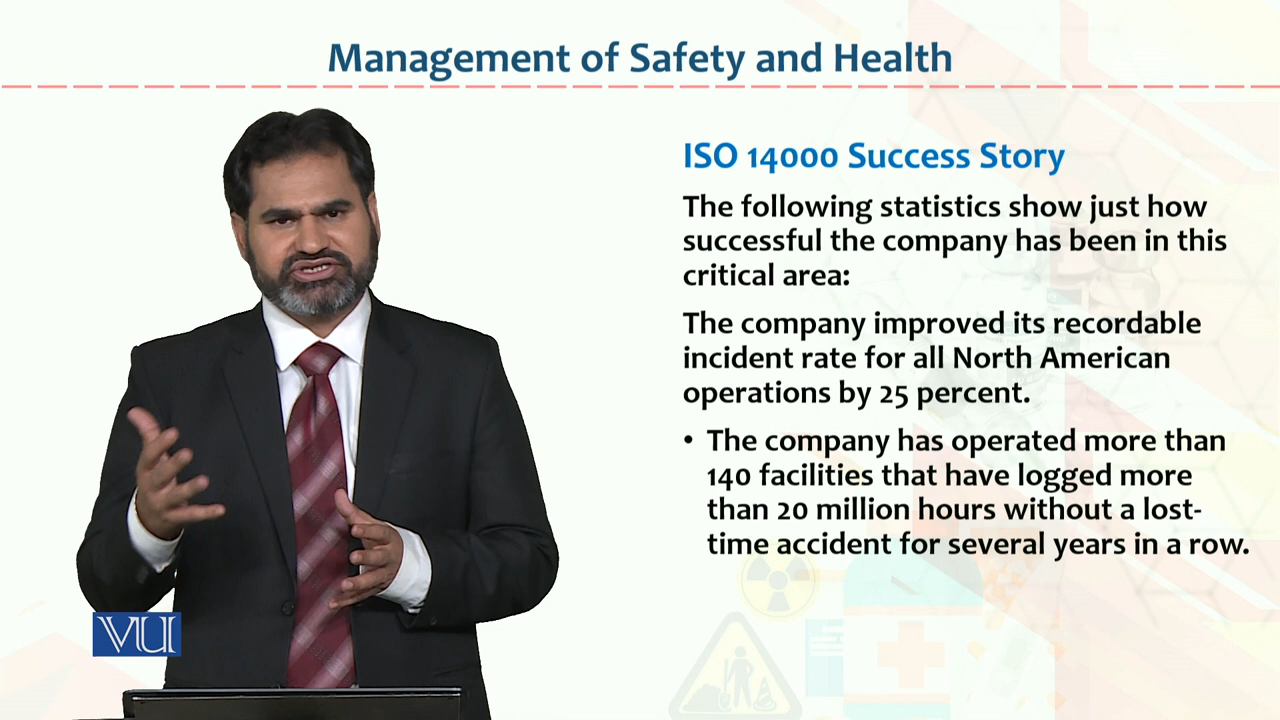 Management of Safety and Health
ISO 14000 Success Story
The following statistics show just how
successful the company has been in this
critical area:
The company improved its recordable
incident rate for all North American
operations by 25 percent.
• The company has operated more than
140 facilities that have logged more
than 20 million hours without a lost-
time accident for several years in a row.
VU